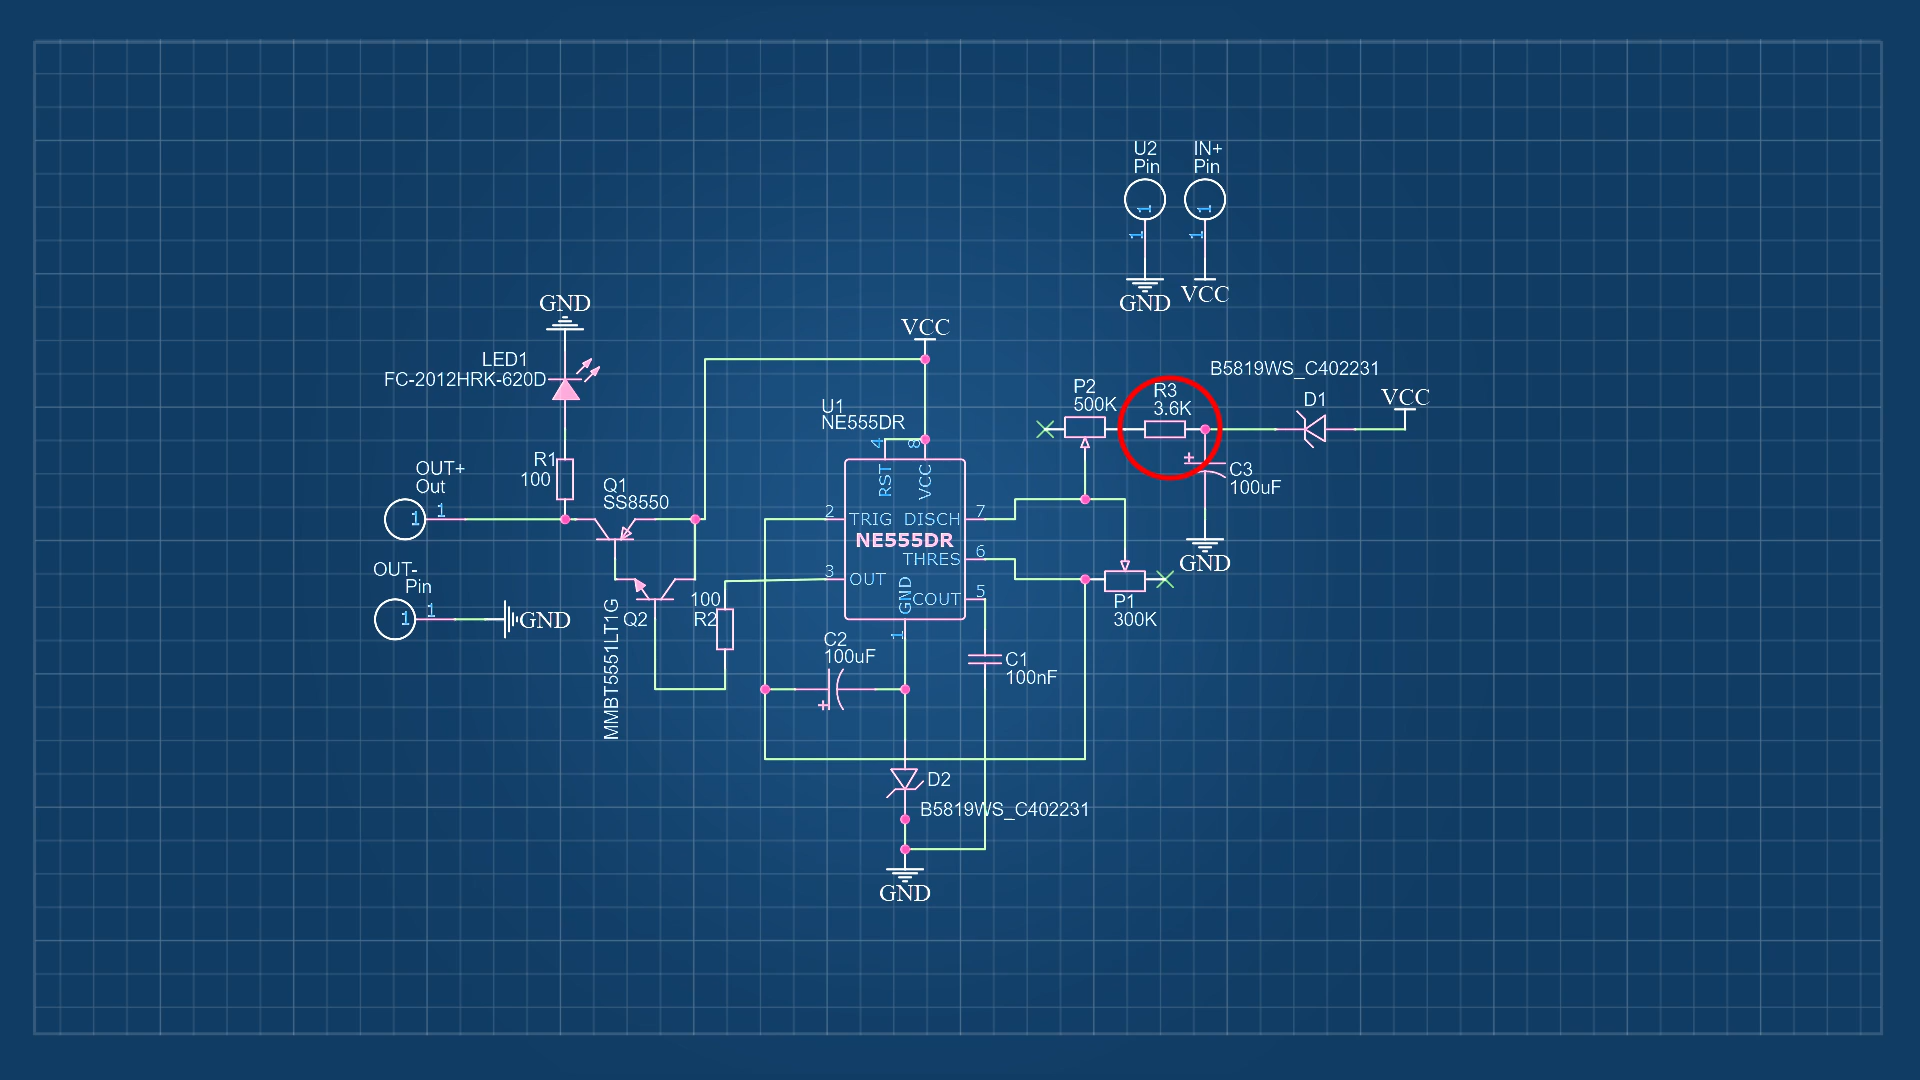 U2
Pin
1
1
GND
IN+
Pin
1
1
VCC
GND
LED1
FC-2012HRK-620D
R1
100
OUT+
Out
1
1
OUT-
Pin
1
1
GND
Q1
SS8550
MMBT5551LT1G
Q2
100
R2
VCC
U1
NE555DR
4
8
RST
VCC
2
TRIG
DISCH
7
NE555DR
THRES
6
3
OUT
GND
COUT
5
1
C2
100uF
C1
100nF
D2
B5819WS_C402231
GND
P2
500K
R3
3.6K
B5819WS_C402231
D1
VCC
+
C3
100uF
GND
P1
300K
+